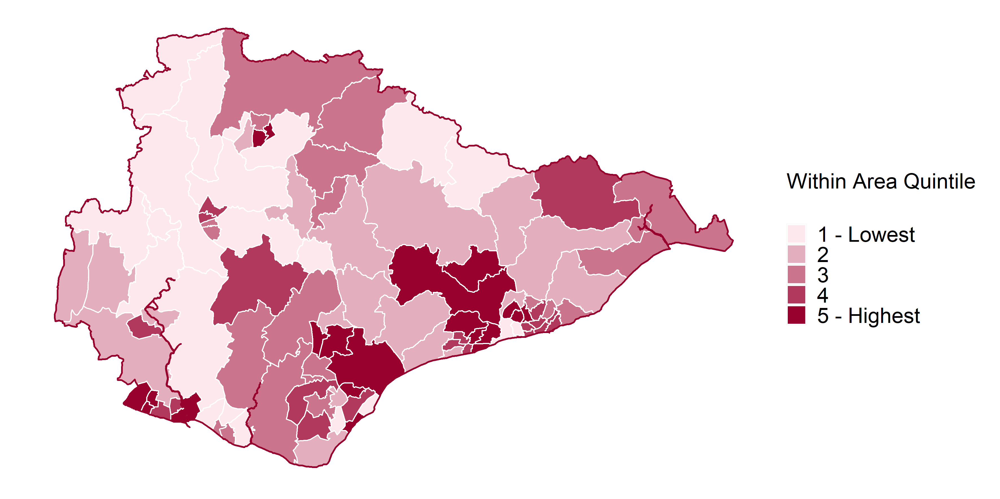 Within Area Quintile
1 - Lowest
2
3
4
5 - Highest